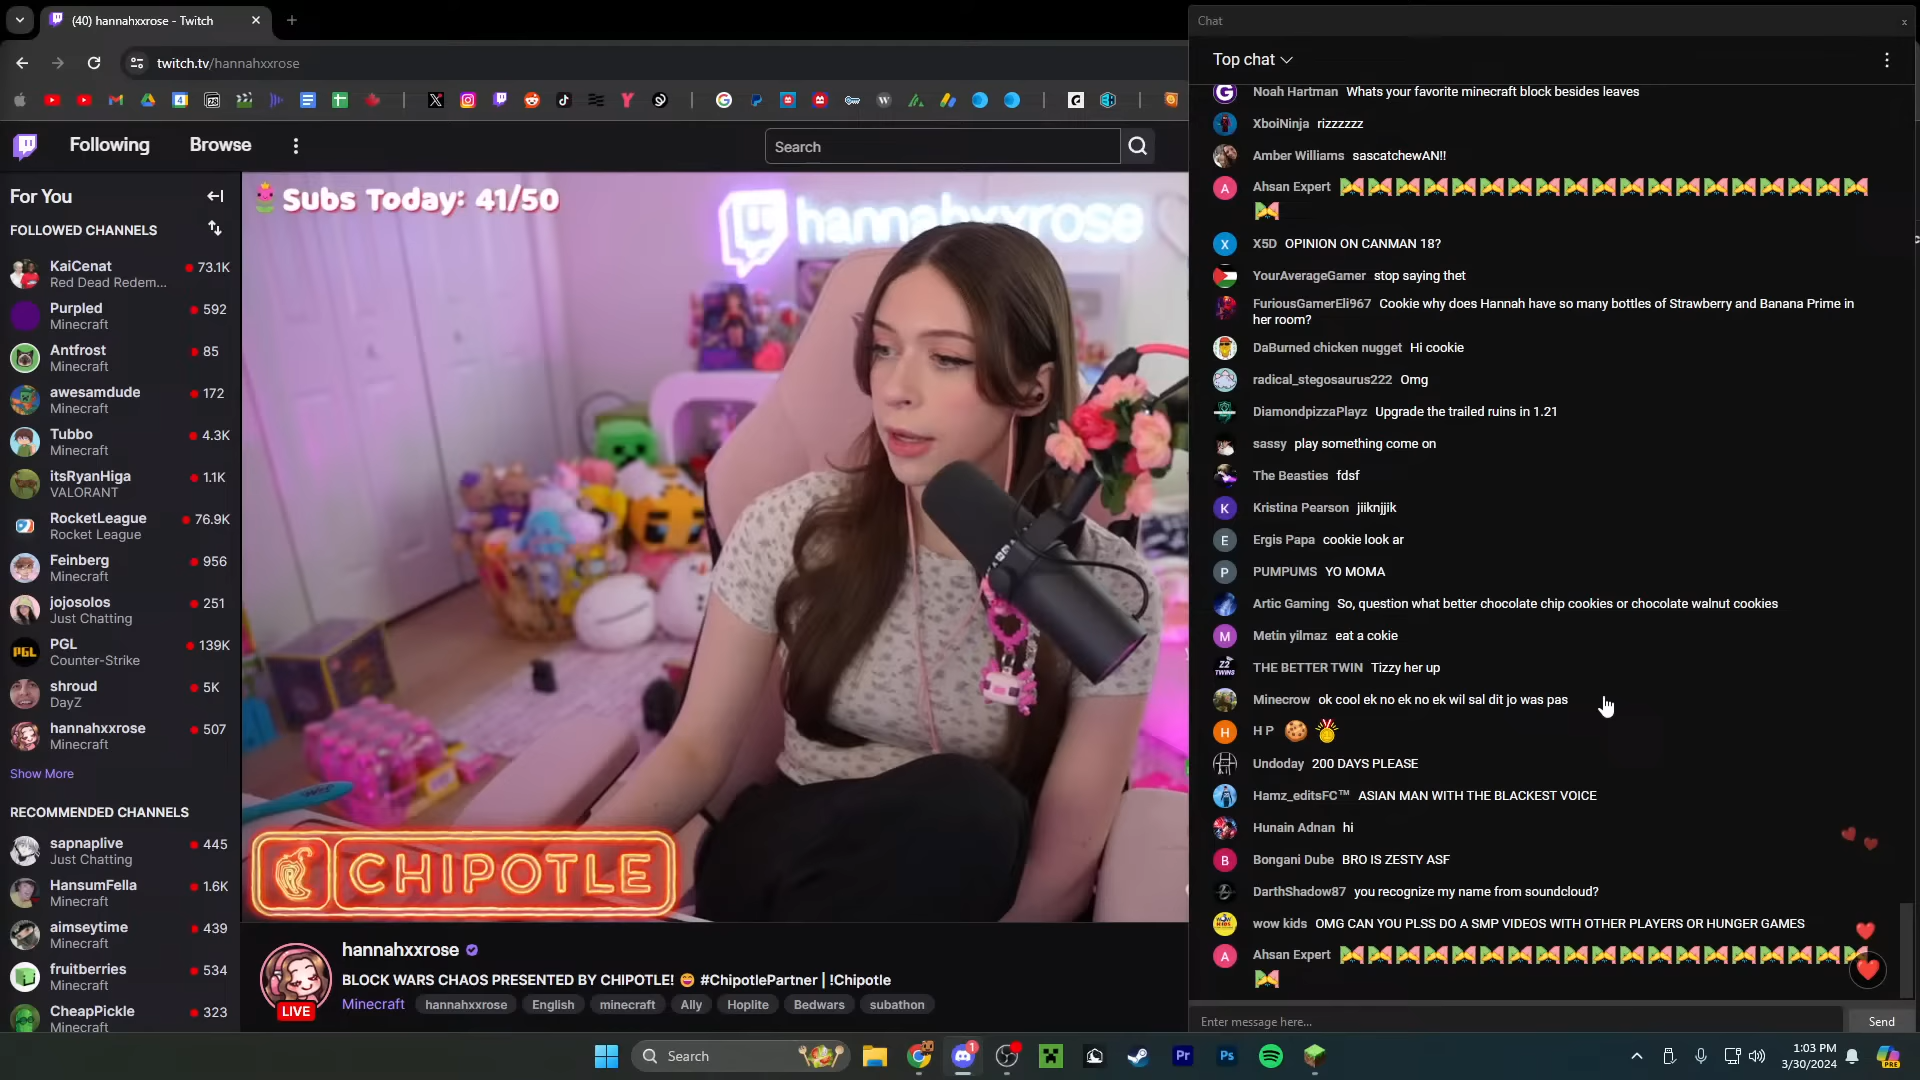 (40) hannahxxrose - Twitch
twitch.tv/hannahxxrose
Following
Browse
Search
For You
FOLLOWED CHANNELS
KaiCenat 73.1K
Red Dead Redem...
Purpled 592
Minecraft
Antfrost 85
Minecraft
awesamdude 172
Minecraft
Tubbo 4.3K
Minecraft
itsRyanHiga 1.1K
VALORANT
RocketLeague 76.9K
Rocket League
Feinberg 956
Minecraft
jojosolos 251
Just Chatting
PGL 139K
Counter-Strike
shroud 5K
DayZ
hannahxxrose 507
Minecraft
Show More
RECOMMENDED CHANNELS
sapnaplive 445
Just Chatting
HansumFella 1.6K
Minecraft
aimseytime 439
Minecraft
fruitberries 534
Minecraft
CheapPickle 323
Minecraft
Subs Today: 41/50
hannahxxrose
CHIPOTLE
LIVE
hannahxxrose
BLOCK WARS CHAOS PRESENTED BY CHIPOTLE! 😄 #ChipotlePartner | !Chipotle
Minecraft hannahxxrose English minecraft Ally Hoplite Bedwars subathon
Chat x
Top chat
Noah Hartman Whats your favorite minecraft block besides leaves
XboiNinja rizzzzzz
Amber Williams sascatchewAN!!
Ahsan Expert
X5D OPINION ON CANMAN 18?
YourAverageGamer stop saying thet
FuriousGamerEli967 Cookie why does Hannah have so many bottles of Strawberry and Banana Prime in
her room?
DaBurned chicken nugget Hi cookie
radical_stegosaurus222 Omg
DiamondpizzaPlayz Upgrade the trailed ruins in 1.21
sassy play something come on
The Beasties fdsf
Kristina Pearson jiiknjjik
Ergis Papa cookie look ar
PUMPUMS YO MOMA
Artic Gaming So, question what better chocolate chip cookies or chocolate walnut cookies
Metin yilmaz eat a cokie
THE BETTER TWIN Tizzy her up
Minecrow ok cool ek no ek no ek wil sal dit jo was pas
H P 🍪 🏅
Undoday 200 DAYS PLEASE
Hamz_editsFC™ ASIAN MAN WITH THE BLACKEST VOICE
Hunain Adnan hi
Bongani Dube BRO IS ZESTY ASF
DarthShadow87 you recognize my name from soundcloud?
wow kids OMG CAN YOU PLSS DO A SMP VIDEOS WITH OTHER PLAYERS OR HUNGER GAMES
Ahsan Expert
Enter message here...
Send
Search
1:03 PM
3/30/2024